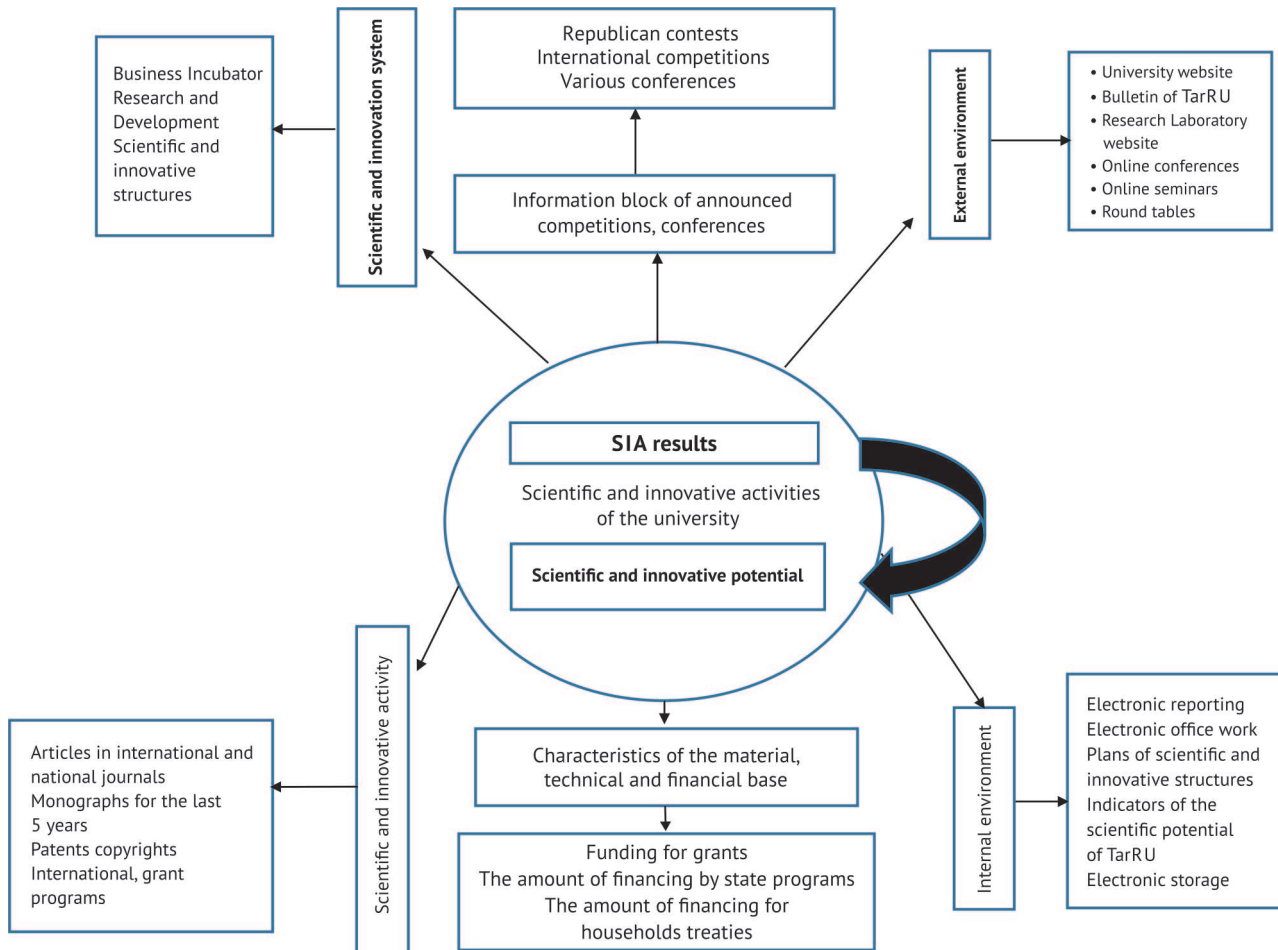 Business Incubator
Research and
Development
Scientific and
innovative
structures
Scientific and innovation system
Republican contests
International competitions
Various conferences
Information block of announced
competitions, conferences
External environment
• University website
• Bulletin of TarRU
• Research Laboratory
website
• Online conferences
• Online seminars
• Round tables
SIA results
Scientific and innovative activities
of the university
Scientific and innovative potential
Articles in international and
national journals
Monographs for the last
5 years
Patents copyrights
International, grant
programs
Scientific and innovative activity
Characteristics of the material,
technical and financial base
Funding for grants
The amount of financing by state programs
The amount of financing for
households treaties
Internal environment
Electronic reporting
Electronic office work
Plans of scientific and
innovative structures
Indicators of the
scientific potential
of TarRU
Electronic storage